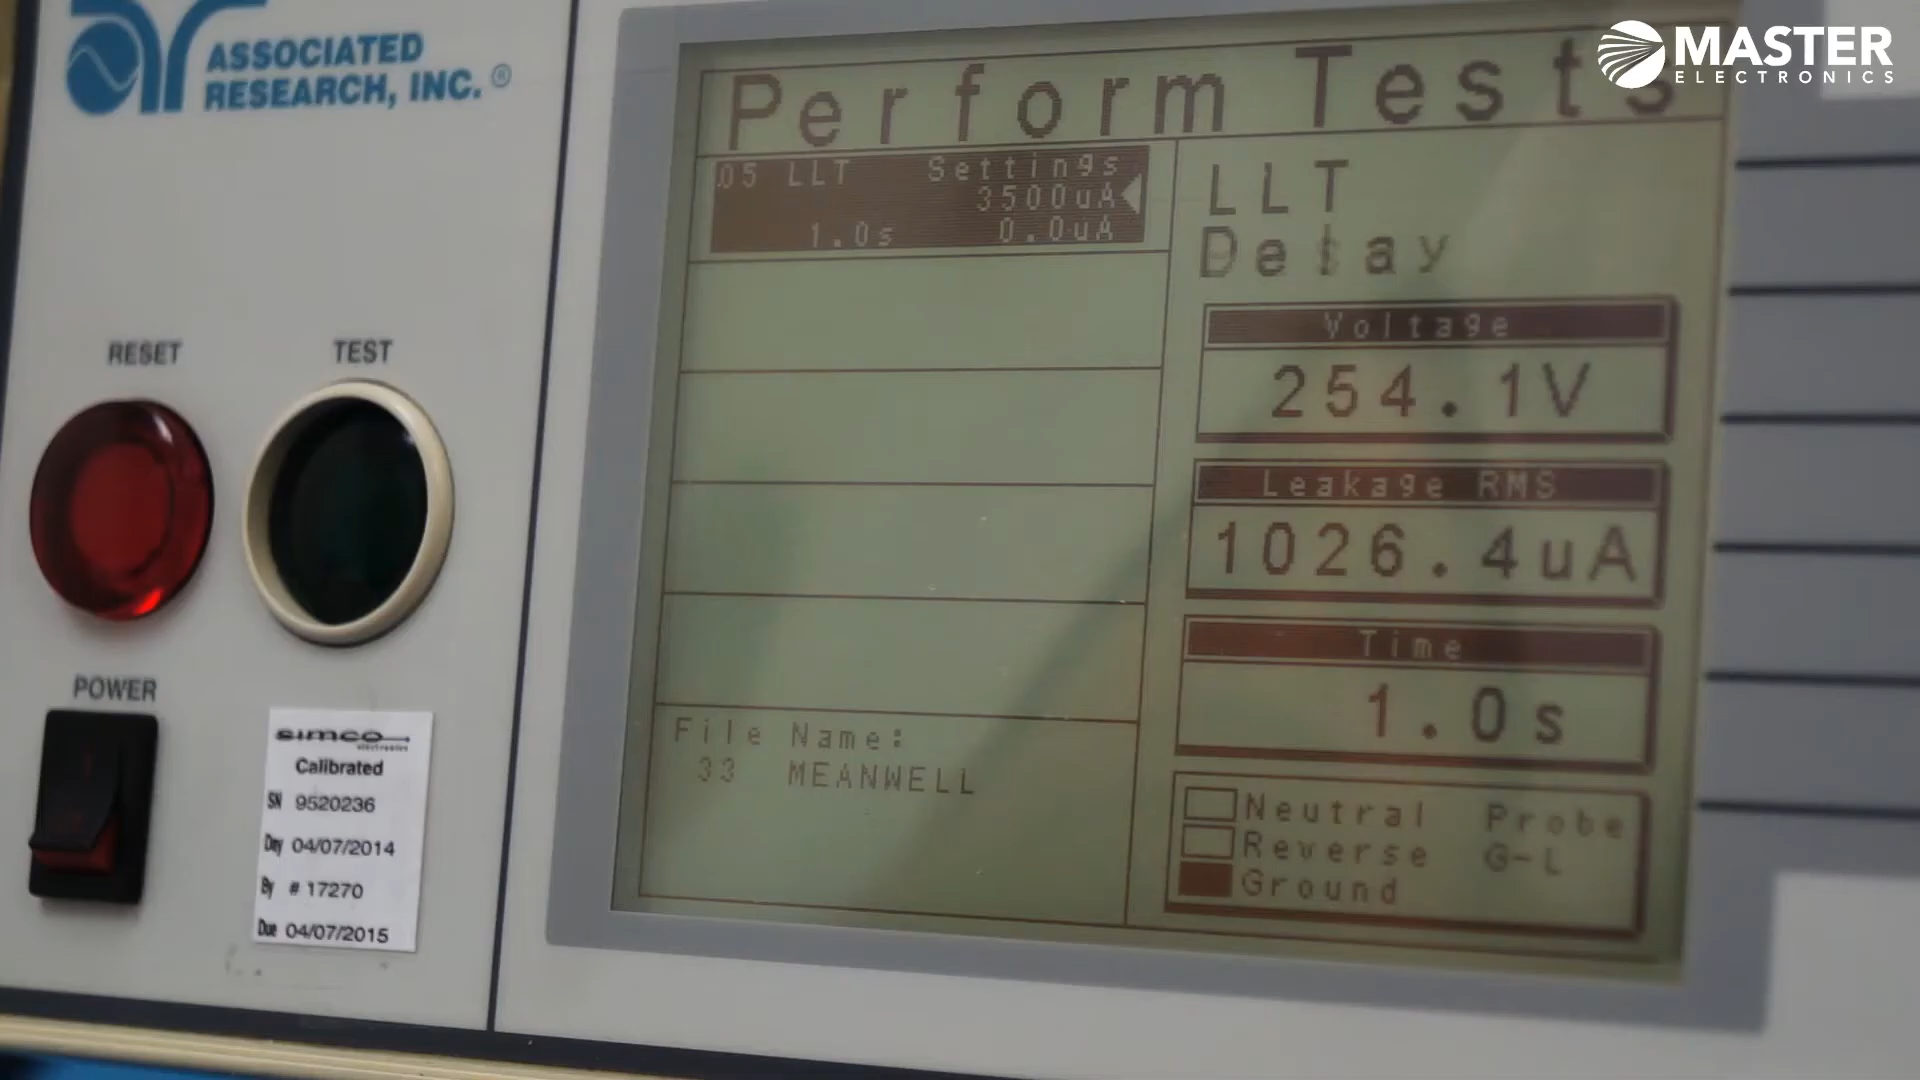 ASSOCIATED
RESEARCH, INC.®
MASTER
ELECTRONICS
Perform Tests
05 LLT Settings
3500uA
1.0s 0.0uA
LLT
Delay
Voltage
254.1V
Leakage RMS
1026.4uA
Time
1.0s
Neutral Probe
Reverse G-L
Ground
File Name:
33 MEANWELL
RESET TEST
POWER
simco
electronics
Calibrated
SN 9520236
Day 04/07/2014
By # 17270
Due 04/07/2015